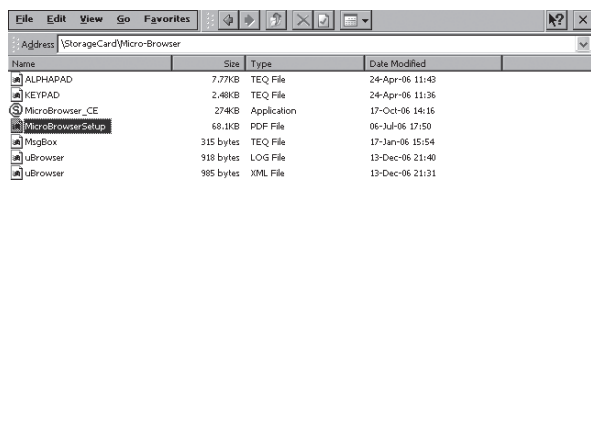 File Edit View Go Favorites
Address \StorageCard\Micro-Browser
Name Size Type Date Modified
ALPHAPAD 7.77KB TEQ File 24-Apr-06 11:43
KEYPAD 2.48KB TEQ File 24-Apr-06 11:36
MicroBrowser_CE 274KB Application 17-Oct-06 14:16
MicroBrowserSetup 68.1KB PDF File 06-Jul-06 17:50
MsgBox 315 bytes TEQ File 17-Jan-06 15:54
uBrowser 918 bytes LOG File 13-Dec-06 21:40
uBrowser 985 bytes XML File 13-Dec-06 21:31